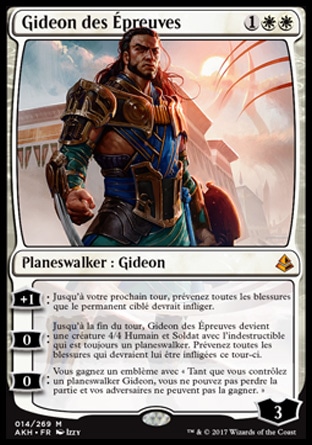 Gideon des Épreuves 1
Planeswalker : Gideon
+1 : Jusqu'à votre prochain tour, prévenez toutes les blessures
que le permanent ciblé devrait infliger.
0 : Jusqu'à la fin du tour, Gideon des Épreuves devient
une créature 4/4 Humain et Soldat avec l'indestructible
qui est toujours un planeswalker. Prévenez toutes les
blessures qui devraient lui être infligées ce tour-ci.
0 : Vous gagnez un emblème avec « Tant que vous contrôlez
un planeswalker Gideon, vous ne pouvez pas perdre la
partie et vos adversaires ne peuvent pas la gagner. »
3
014/269 M
AKH • FR Izzy
™ & © 2017 Wizards of the Coast